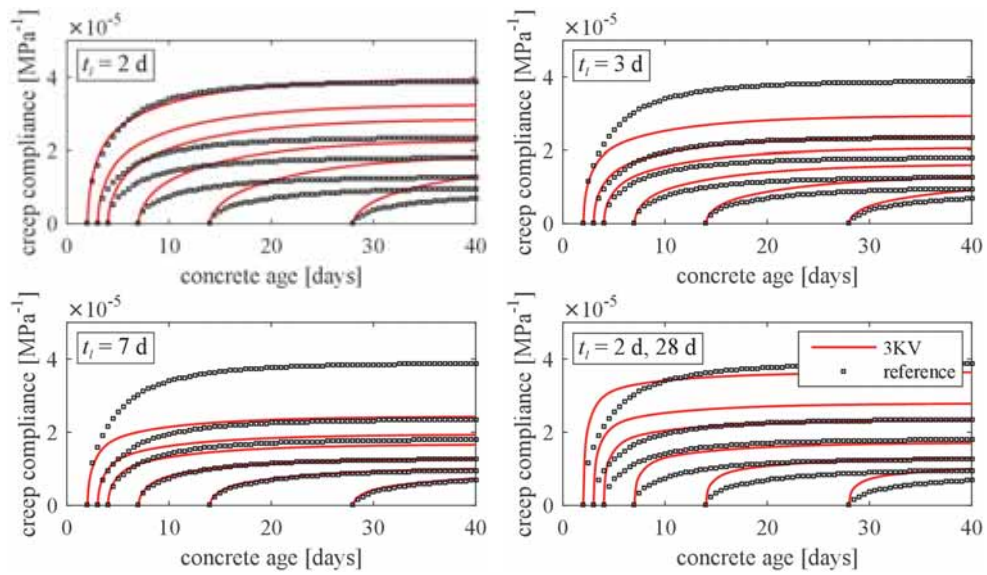 ×10⁻⁵
creep compliance [MPa⁻¹]
4
2
0
t₁ = 2 d
0 10 20 30 40
concrete age [days]
×10⁻⁵
creep compliance [MPa⁻¹]
4
2
0
t₁ = 3 d
0 10 20 30 40
concrete age [days]
×10⁻⁵
creep compliance [MPa⁻¹]
4
2
0
t₁ = 7 d
0 10 20 30 40
concrete age [days]
×10⁻⁵
creep compliance [MPa⁻¹]
4
2
0
t₁ = 2 d, 28 d
3KV
reference
0 10 20 30 40
concrete age [days]